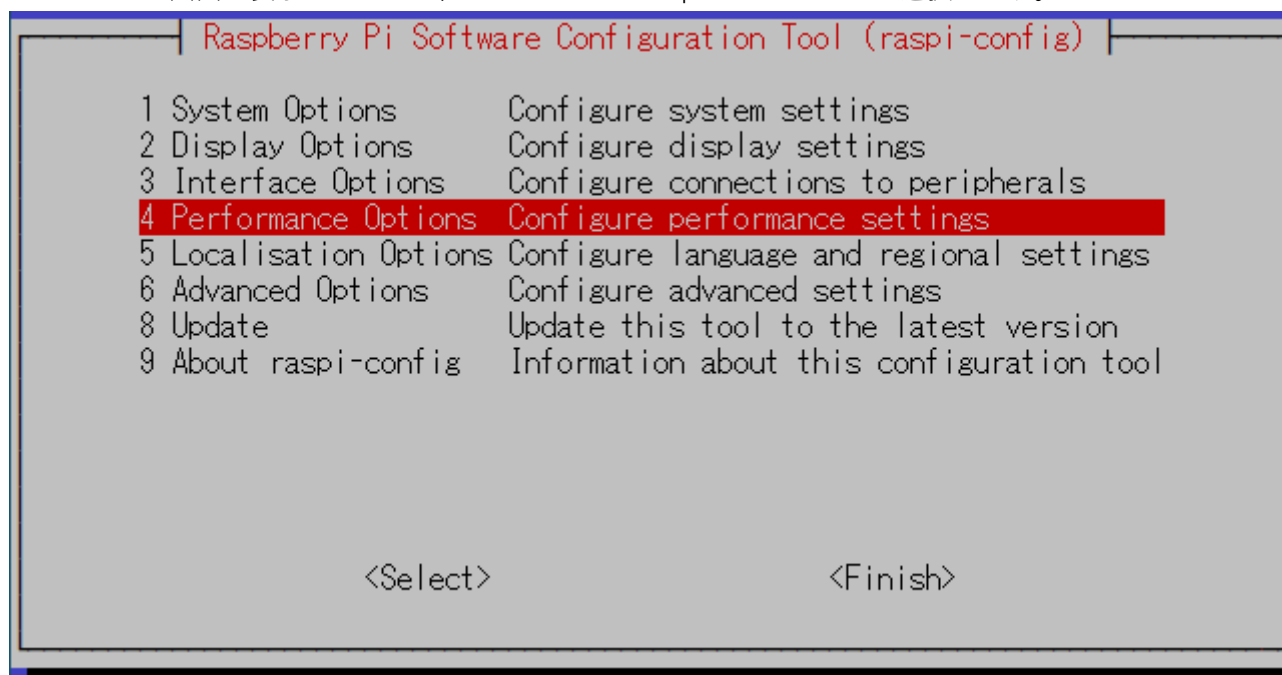 Raspberry Pi Software Configuration Tool (raspi-config)
1 System Options Configure system settings
2 Display Options Configure display settings
3 Interface Options Configure connections to peripherals
4 Performance Options Configure performance settings
5 Localisation Options Configure language and regional settings
6 Advanced Options Configure advanced settings
8 Update Update this tool to the latest version
9 About raspi-config Information about this configuration tool
<Select> <Finish>